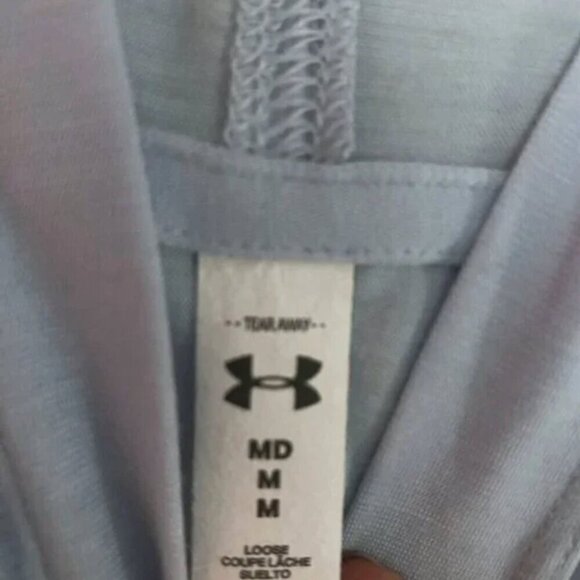 -- TEAR AWAY --
MD
M
M
LOOSE
COUPE LÂCHE
SUELTO